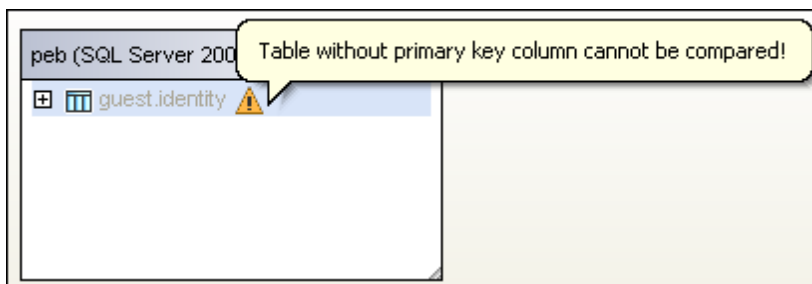 peb (SQL Server 200
Table without primary key column cannot be compared!
guest.identity